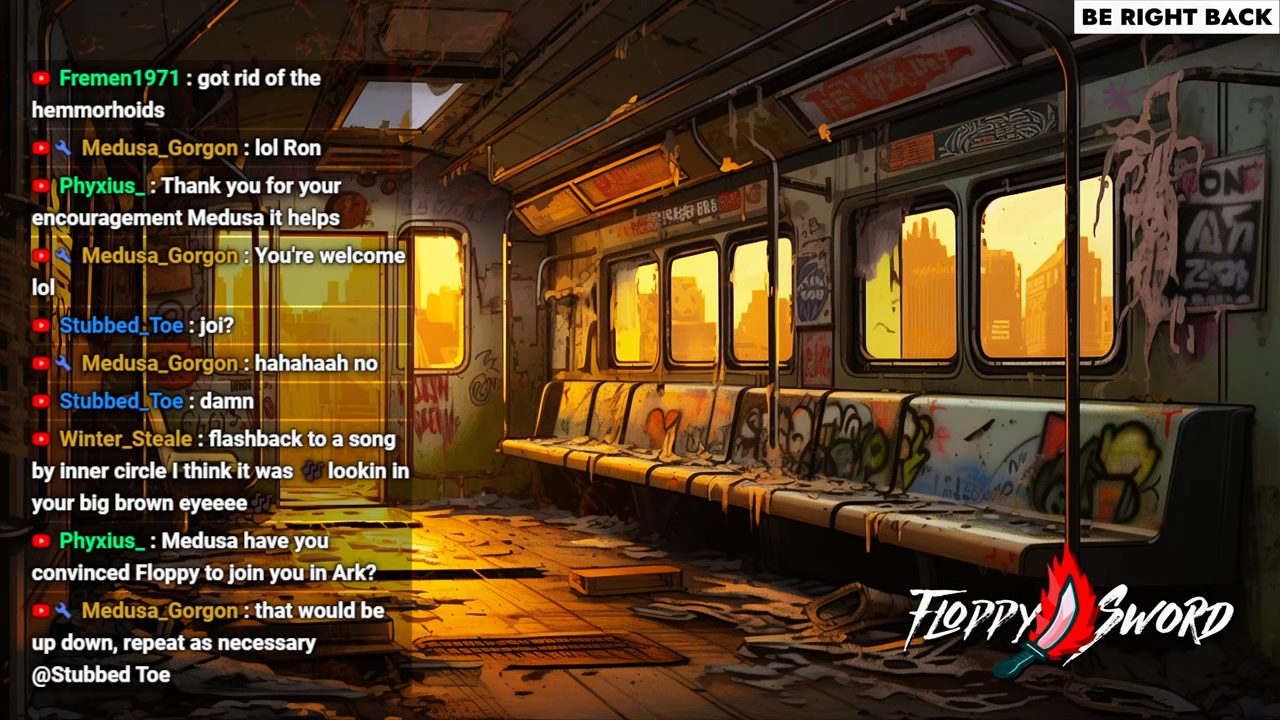 BE RIGHT BACK
Fremen1971 : got rid of the
hemmorhoids
Medusa_Gorgon : lol Ron
Phyxius_ : Thank you for your
encouragement Medusa it helps
Medusa_Gorgon : You're welcome
lol
Stubbed_Toe : joi?
Medusa_Gorgon : hahahaah no
Stubbed_Toe : damn
Winter_Steale : flashback to a song
by inner circle I think it was 🎶 lookin in
your big brown eyeeee 🎶
Phyxius_ : Medusa have you
convinced Floppy to join you in Ark?
Medusa_Gorgon : that would be
up down, repeat as necessary
@Stubbed Toe
FLOPPY SWORD